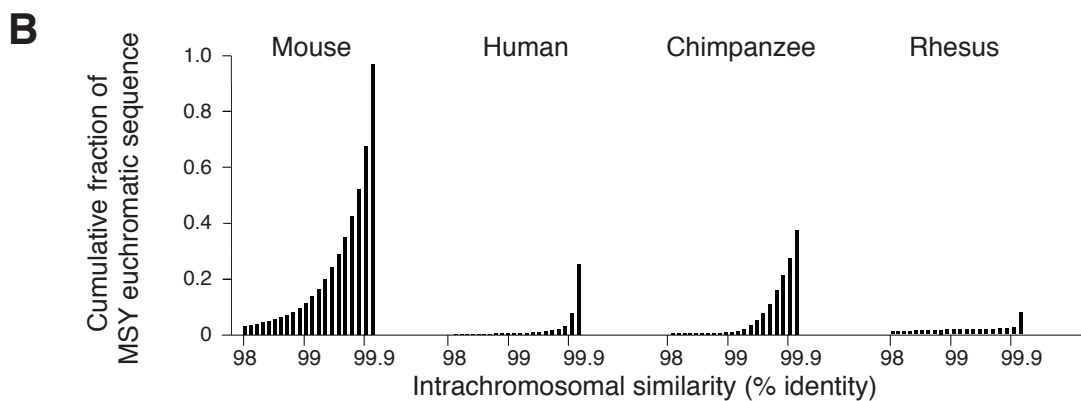 B
Mouse Human Chimpanzee Rhesus
Cumulative fraction of
MSY euchromatic sequence
1.0
0.8
0.6
0.4
0.2
0
98 99 99.9 98 99 99.9 98 99 99.9 98 99 99.9
Intrachromosomal similarity (% identity)